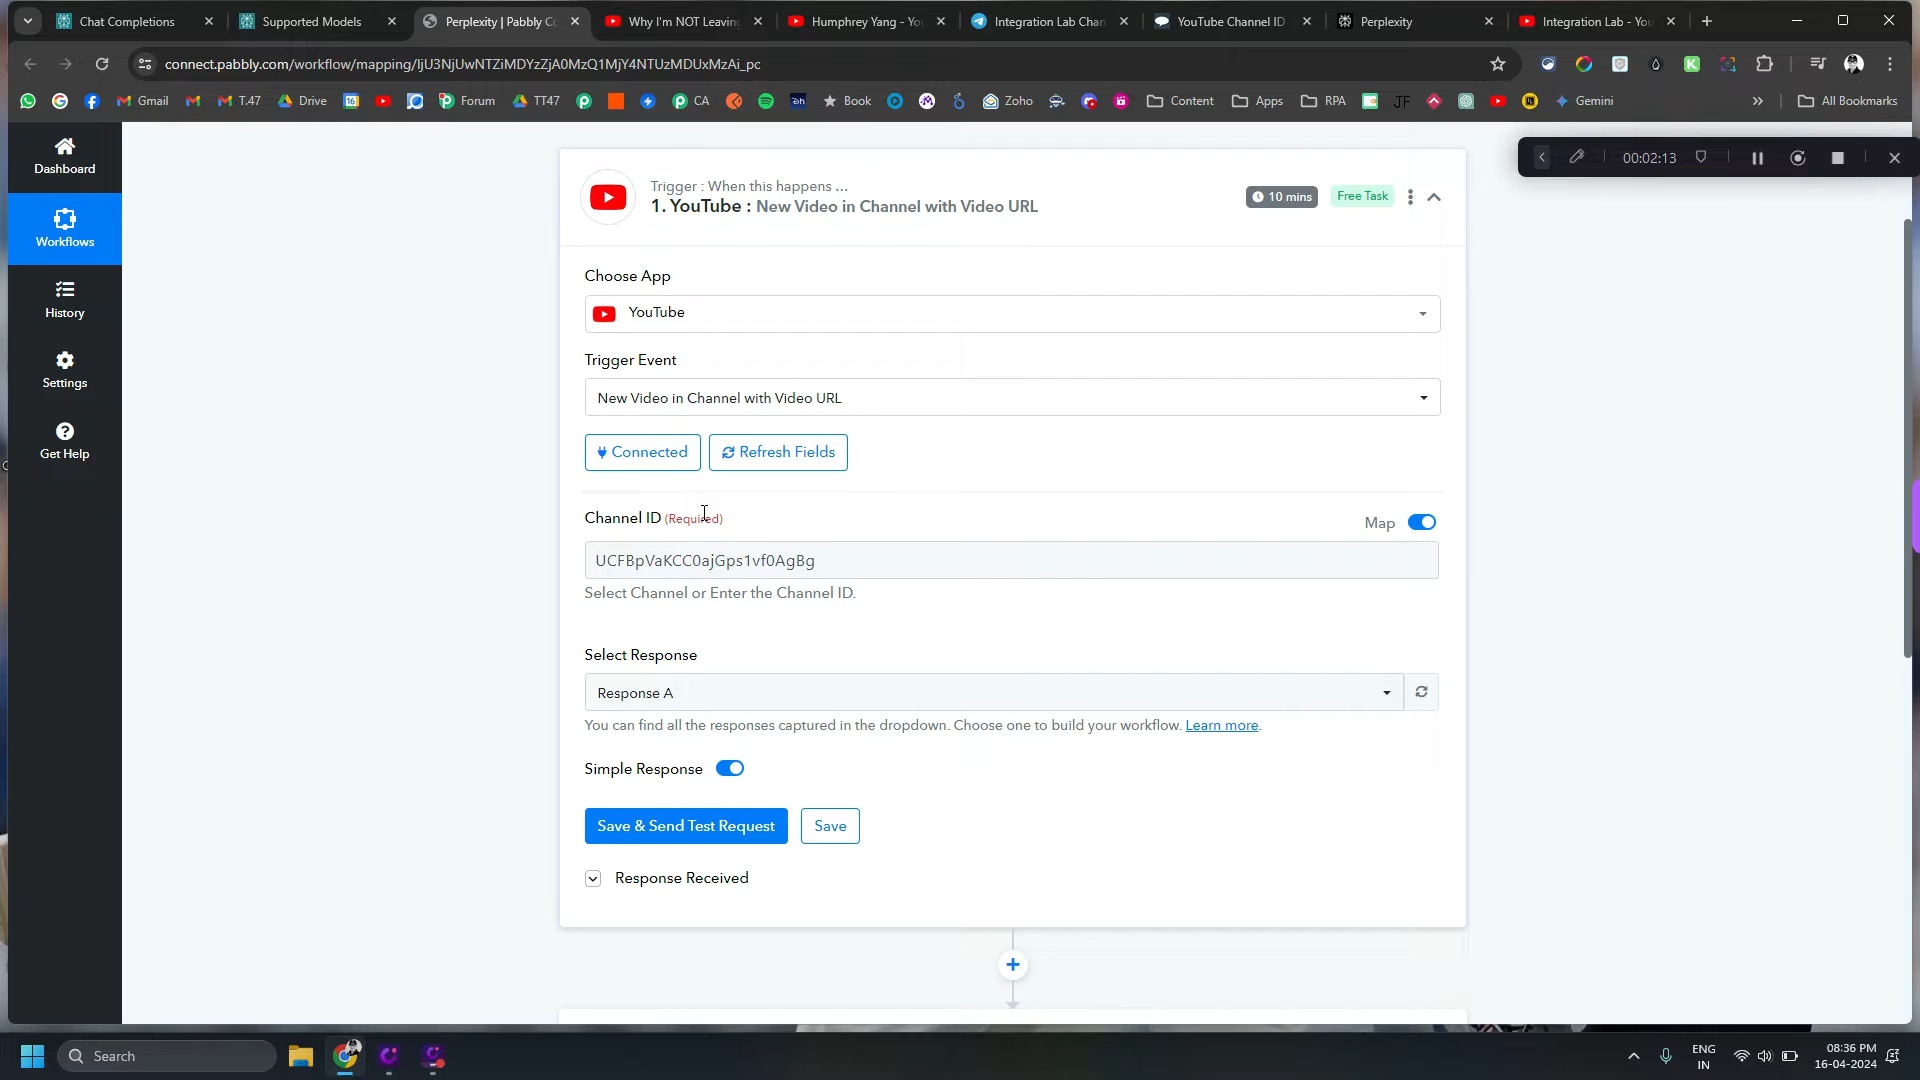 Chat Completions
Supported Models
Perplexity | Pabbly Co
Why I'm NOT Leaving
Humphrey Yang - You
Integration Lab Chan
YouTube Channel ID
Perplexity
Integration Lab - You
connect.pabbly.com/workflow/mapping/IjU3NjUwNTZiMDYzZjA0MzQ1MjY4NTUzMDUxMzAi_pc
Gmail
T.47
Drive
Forum
TT47
CA
Book
Zoho
Content
Apps
RPA
JF
Gemini
All Bookmarks
00:02:13
Dashboard
Workflows
History
Settings
Get Help
Trigger : When this happens ...
1. YouTube : New Video in Channel with Video URL
10 mins
Free Task
Choose App
YouTube
Trigger Event
New Video in Channel with Video URL
Connected
Refresh Fields
Channel ID (Required)
Map
UCFBpVaKCC0ajGps1vf0AgBg
Select Channel or Enter the Channel ID.
Select Response
Response A
You can find all the responses captured in the dropdown. Choose one to build your workflow. Learn more.
Simple Response
Save & Send Test Request
Save
Response Received
Search
ENG
IN
08:36 PM
16-04-2024